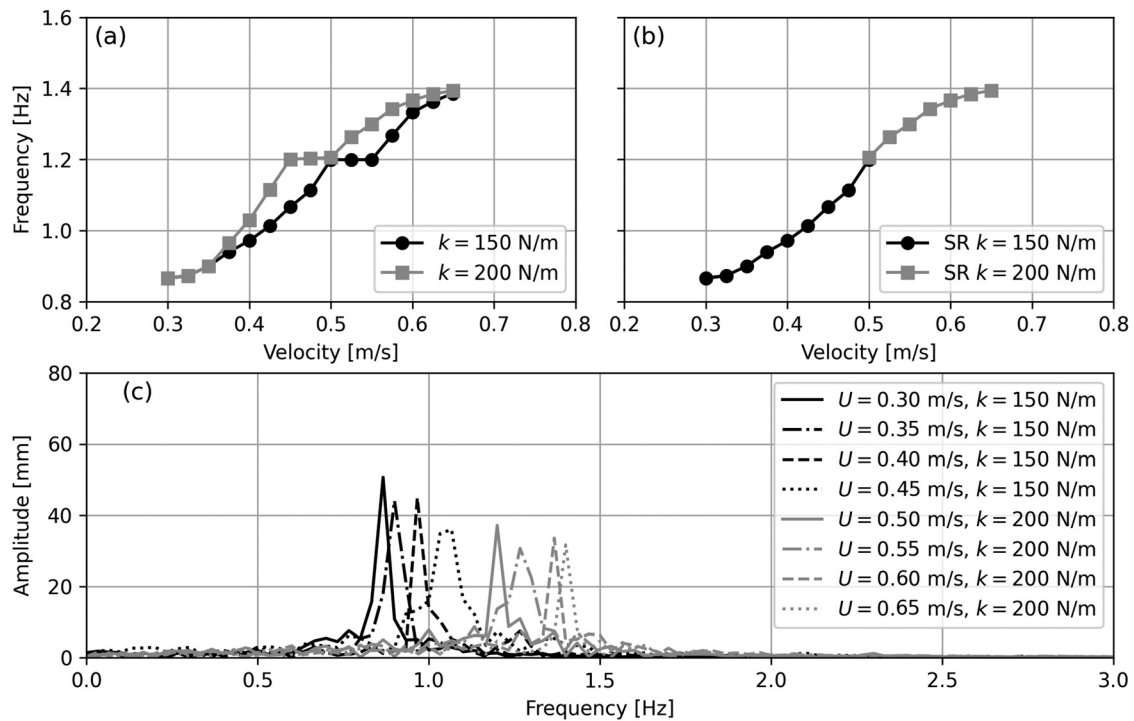 (a)
1.6
1.4
1.2
1.0
0.8
Frequency [Hz]
k = 150 N/m
k = 200 N/m
0.2 0.3 0.4 0.5 0.6 0.7 0.8
Velocity [m/s]
(b)
SR k = 150 N/m
SR k = 200 N/m
0.2 0.3 0.4 0.5 0.6 0.7 0.8
Velocity [m/s]
(c)
80
60
40
20
0
Amplitude [mm]
U = 0.30 m/s, k = 150 N/m
U = 0.35 m/s, k = 150 N/m
U = 0.40 m/s, k = 150 N/m
U = 0.45 m/s, k = 150 N/m
U = 0.50 m/s, k = 200 N/m
U = 0.55 m/s, k = 200 N/m
U = 0.60 m/s, k = 200 N/m
U = 0.65 m/s, k = 200 N/m
0.0 0.5 1.0 1.5 2.0 2.5 3.0
Frequency [Hz]